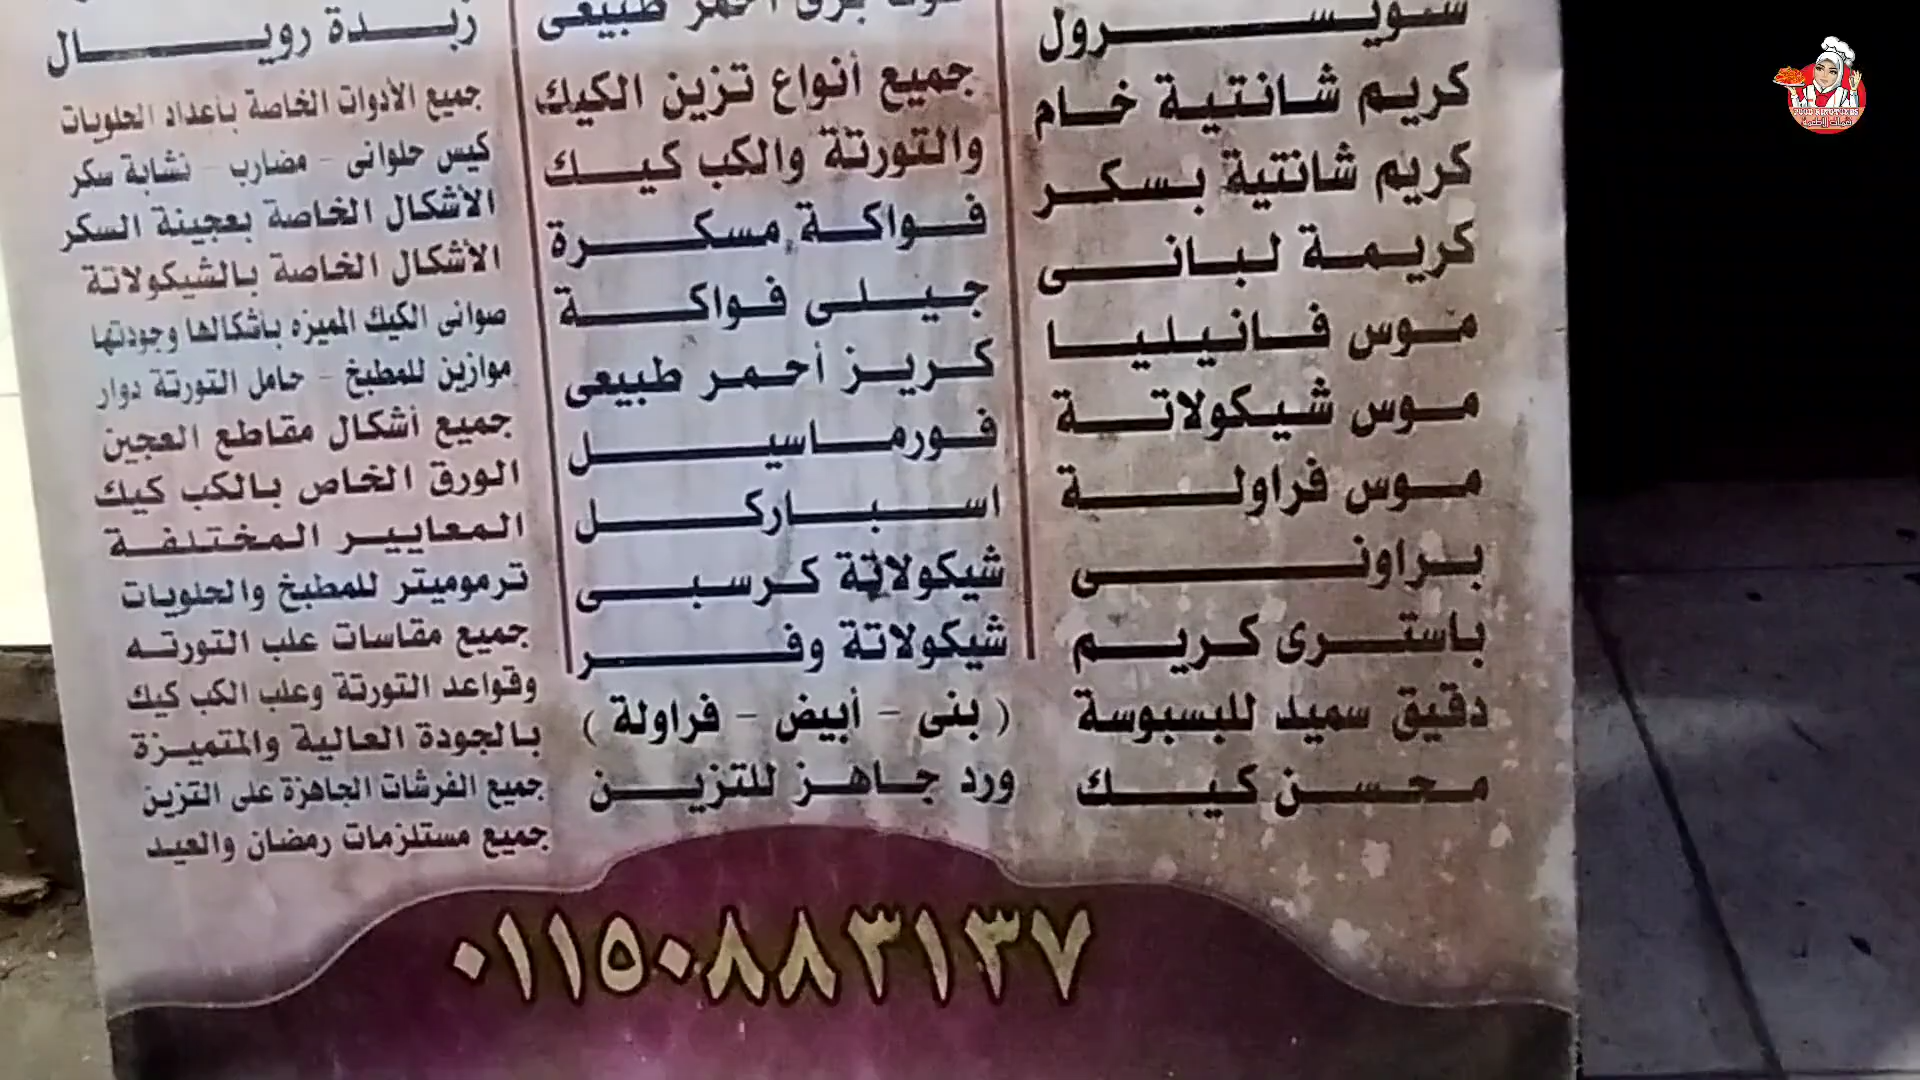 سويسرول
كريم شانتية خام
كريم شانتية بسكر
كريمة لبانى
موس فانيليا
موس شيكولاتة
موس فراولة
براونى
باسترى كريم
دقيق سميد للبسبوسة
محسن كيك
أحمر طبيعى
جميع أنواع تزين الكيك
والتورتة والكب كيك
فواكة مسكرة
جيلى فواكة
كريز أحمر طبيعى
فورماسيل
اسباركل
شيكولاتة كرسبى
شيكولاتة وفر
( بنى - أبيض - فراولة )
ورد جاهز للتزين
زبدة رويال
جميع الأدوات الخاصة بأعداد الحلويات
كيس حلوانى - مضارب - نشابة سكر
الأشكال الخاصة بعجينة السكر
الأشكال الخاصة بالشيكولاتة
صوانى الكيك المميزه بأشكالها وجودتها
موازين للمطبخ - حامل التورتة دوار
جميع أشكال مقاطع العجين
الورق الخاص بالكب كيك
المعايير المختلفة
ترموميتر للمطبخ والحلويات
جميع مقاسات علب التورته
وقواعد التورتة وعلب الكب كيك
بالجودة العالية والمتميزة
جميع الفرشات الجاهزة على التزين
جميع مستلزمات رمضان والعيد
٠١١٥٠٨٨٣١٣٧